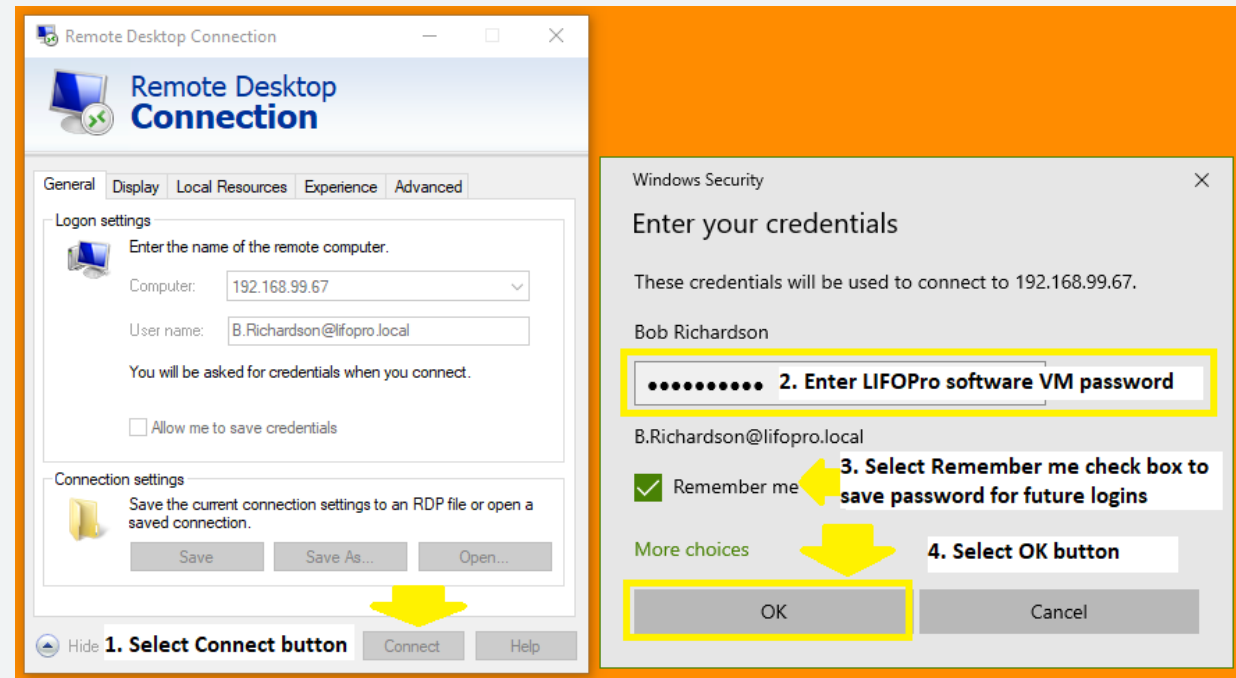 Remote Desktop Connection
Remote Desktop
Connection
General Display Local Resources Experience Advanced
Logon settings
Enter the name of the remote computer.
Computer: 192.168.99.67
User name: B.Richardson@lifopro.local
You will be asked for credentials when you connect.
Allow me to save credentials
Connection settings
Save the current connection settings to an RDP file or open a
saved connection.
Save Save As... Open...
Hide 1. Select Connect button Connect Help
Windows Security
Enter your credentials
These credentials will be used to connect to 192.168.99.67.
Bob Richardson
•••••••••• 2. Enter LIFOPro software VM password
B.Richardson@lifopro.local
Remember me
3. Select Remember me check box to
save password for future logins
More choices
4. Select OK button
OK Cancel